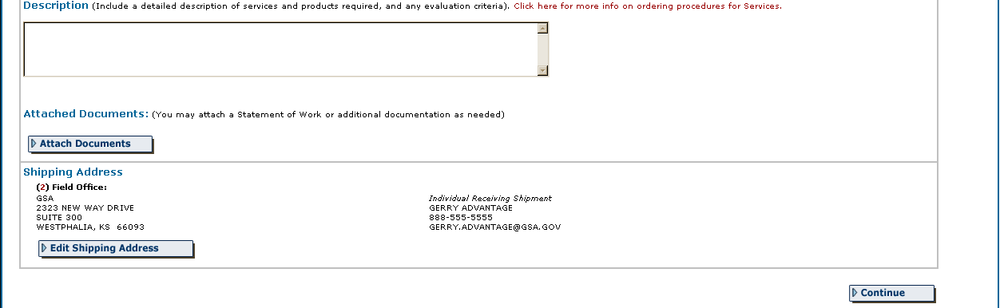 Description (Include a detailed description of services and products required, and any evaluation criteria). Click here for more info on ordering procedures for Services.
Attached Documents: (You may attach a Statement of Work or additional documentation as needed)
Attach Documents
Shipping Address
(2) Field Office:
GSA
2323 NEW WAY DRIVE
SUITE 300
WESTPHALIA, KS 66093
Individual Receiving Shipment
GERRY ADVANTAGE
888-555-5555
GERRY.ADVANTAGE@GSA.GOV
Edit Shipping Address
Continue